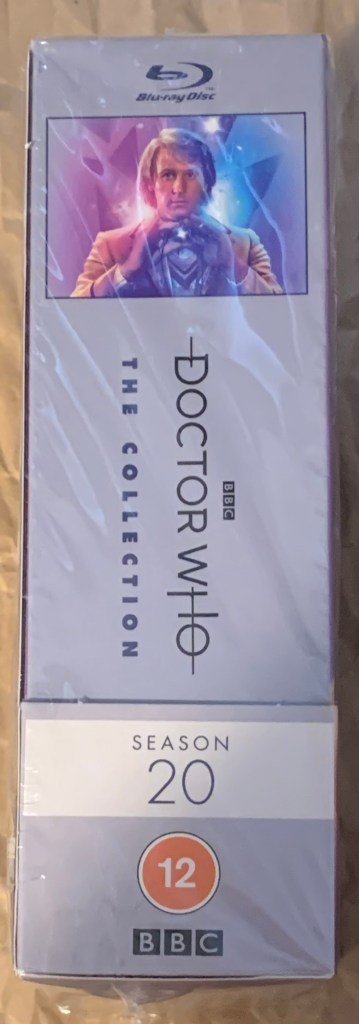 Blu-ray Disc
BBC
DOCTOR WHO
THE COLLECTION
SEASON
20
12
BBC